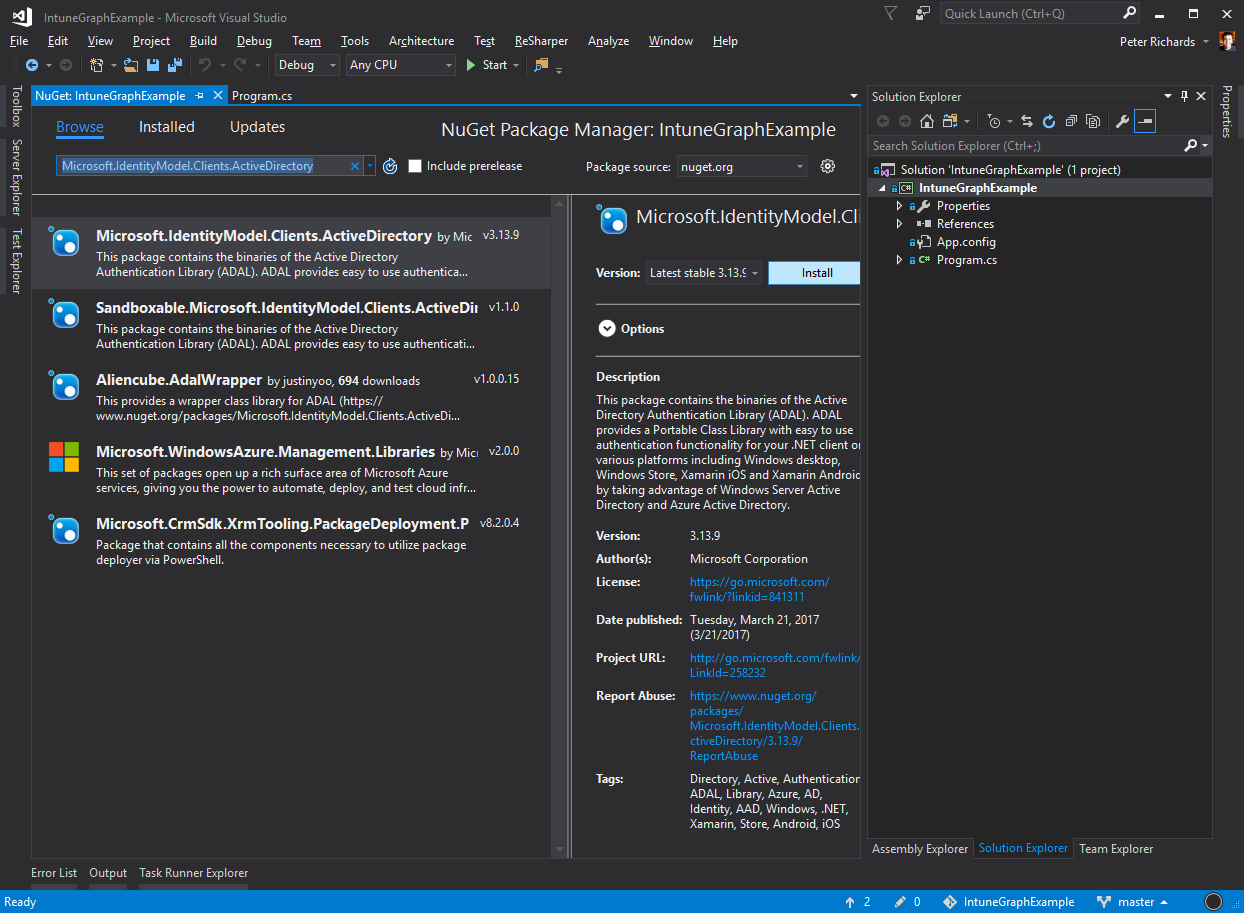 IntuneGraphExample - Microsoft Visual Studio
Quick Launch (Ctrl+Q)
File Edit View Project Build Debug Team Tools Architecture Test ReSharper Analyze Window Help
Peter Richards
Debug Any CPU Start
Toolbox
Server Explorer
Test Explorer
NuGet: IntuneGraphExample Program.cs
Browse Installed Updates
NuGet Package Manager: IntuneGraphExample
Microsoft.IdentityModel.Clients.ActiveDirectory
Include prerelease
Package source: nuget.org
Microsoft.IdentityModel.Clients.ActiveDirectory by Mic v3.13.9
This package contains the binaries of the Active Directory
Authentication Library (ADAL). ADAL provides easy to use authentica...
Sandboxable.Microsoft.IdentityModel.Clients.ActiveDir v1.1.0
This package contains the binaries of the Active Directory
Authentication Library (ADAL). ADAL provides easy to use authenticati...
Aliencube.AdalWrapper by justinyoo, 694 downloads v1.0.0.15
This provides a wrapper class library for ADAL (https://
www.nuget.org/packages/Microsoft.IdentityModel.Clients.ActiveDi...
Microsoft.WindowsAzure.Management.Libraries by Mic v2.0.0
This set of packages open up a rich surface area of Microsoft Azure
services, giving you the power to automate, deploy, and test cloud infr...
Microsoft.CrmSdk.XrmTooling.PackageDeployment.P v8.2.0.4
Package that contains all the components necessary to utilize package
deployer via PowerShell.
Microsoft.IdentityModel.Cli
Version: Latest stable 3.13.9 Install
Options
Description
This package contains the binaries of the Active
Directory Authentication Library (ADAL). ADAL
provides a Portable Class Library with easy to use
authentication functionality for your .NET client on
various platforms including Windows desktop,
Windows Store, Xamarin iOS and Xamarin Android
by taking advantage of Windows Server Active
Directory and Azure Active Directory.
Version: 3.13.9
Author(s): Microsoft Corporation
License: https://go.microsoft.com/
fwlink/?linkid=841311
Date published: Tuesday, March 21, 2017
(3/21/2017)
Project URL: http://go.microsoft.com/fwlink/
LinkId=258232
Report Abuse: https://www.nuget.org/
packages/
Microsoft.IdentityModel.Clients.
ctiveDirectory/3.13.9/
ReportAbuse
Tags: Directory, Active, Authentication
ADAL, Library, Azure, AD,
Identity, AAD, Windows, .NET,
Xamarin, Store, Android, iOS
Solution Explorer
Search Solution Explorer (Ctrl+;)
Solution 'IntuneGraphExample' (1 project)
C# IntuneGraphExample
Properties
References
App.config
C# Program.cs
Assembly Explorer Solution Explorer Team Explorer
Properties
Error List Output Task Runner Explorer
Ready
2 0 IntuneGraphExample master